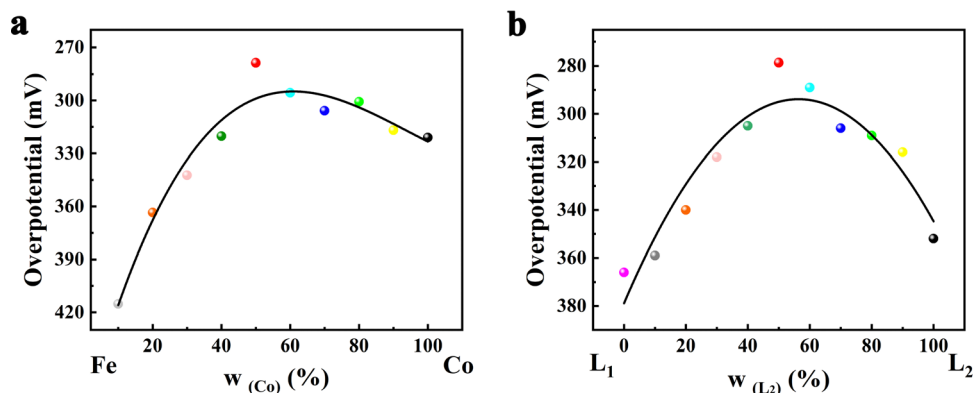 a
Overpotential (mV)
270
300
330
360
390
420
20
40
60
80
100
Fe
w (Co) (%)
Co
b
Overpotential (mV)
280
300
320
340
360
380
0
20
40
60
80
100
L₁
w (L₂) (%)
L₂